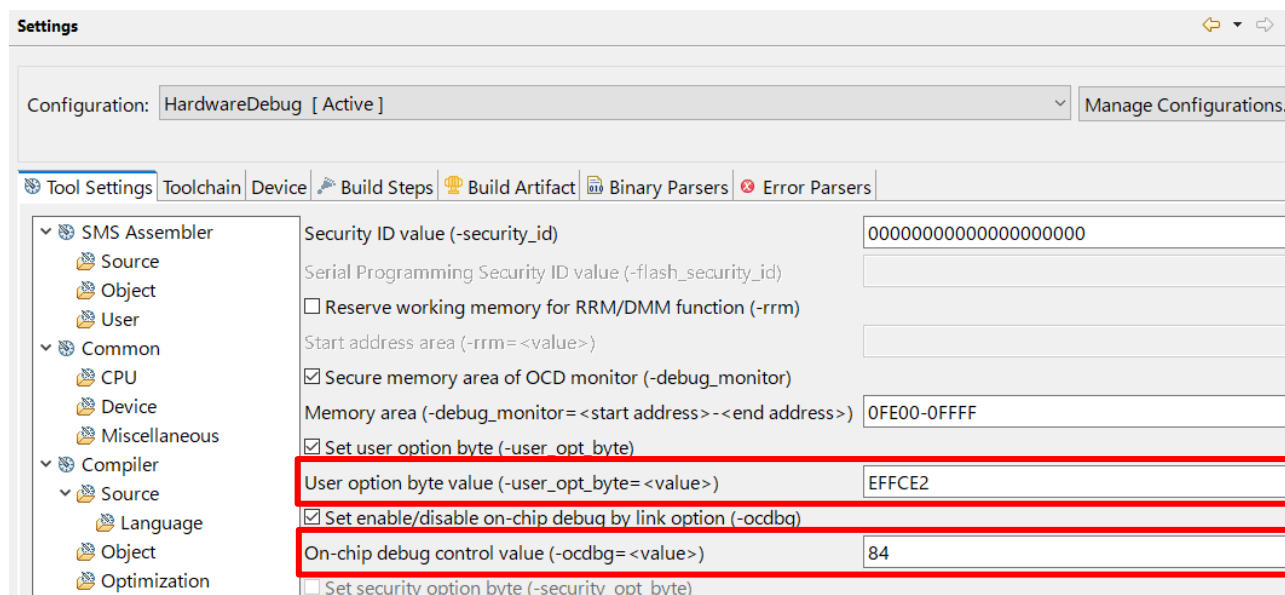 Settings
Configuration: HardwareDebug [ Active ] Manage Configurations.
Tool Settings Toolchain Device Build Steps Build Artifact Binary Parsers Error Parsers
SMS Assembler
Source
Object
User
Common
CPU
Device
Miscellaneous
Compiler
Source
Language
Object
Optimization
Security ID value (-security_id) 00000000000000000000
Serial Programming Security ID value (-flash_security_id)
Reserve working memory for RRM/DMM function (-rrm)
Start address area (-rrm=<value>)
Secure memory area of OCD monitor (-debug_monitor)
Memory area (-debug_monitor=<start address>-<end address>) 0FE00-0FFFF
Set user option byte (-user_opt_byte)
User option byte value (-user_opt_byte=<value>) EFFCE2
Set enable/disable on-chip debug by link option (-ocdbg)
On-chip debug control value (-ocdbg=<value>) 84
Set security option byte (-security_opt_byte)